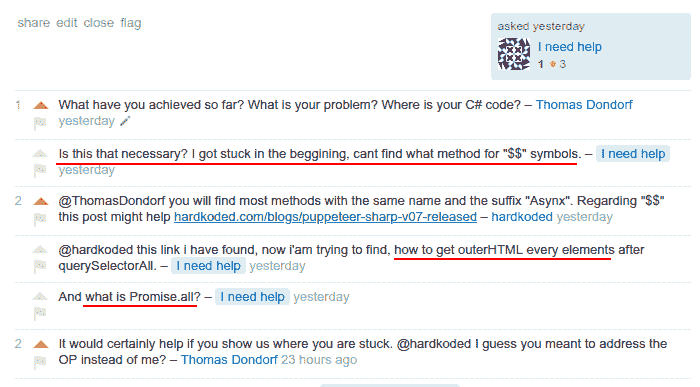 share edit close flag
asked yesterday
I need help
1 3
1 What have you achieved so far? What is your problem? Where is your C# code? – Thomas Dondorf
yesterday
Is this that necessary? I got stuck in the beggining, cant find what method for "$$" symbols. – I need help
yesterday
2 @ThomasDondorf you will find most methods with the same name and the suffix "Asynx". Regarding "$$"
this post might help hardkoded.com/blogs/puppeteer-sharp-v07-released – hardkoded yesterday
@hardkoded this link i have found, now i'am trying to find, how to get outerHTML every elements after
querySelectorAll. – I need help yesterday
And what is Promise.all? – I need help yesterday
2 It would certainly help if you show us where you are stuck. @hardkoded I guess you meant to address the
OP instead of me? – Thomas Dondorf 23 hours ago